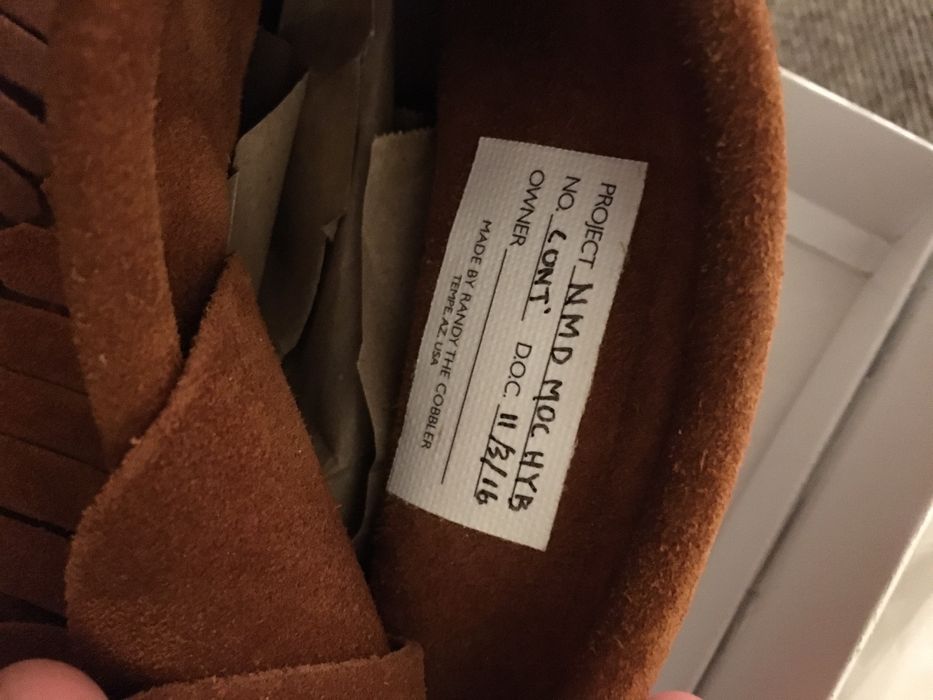 PROJECT NMD MOC HYB
NO. CONT' D.O.C. 11/3/16
OWNER
MADE BY RANDY THE COBBLER
TEMPE AZ, USA